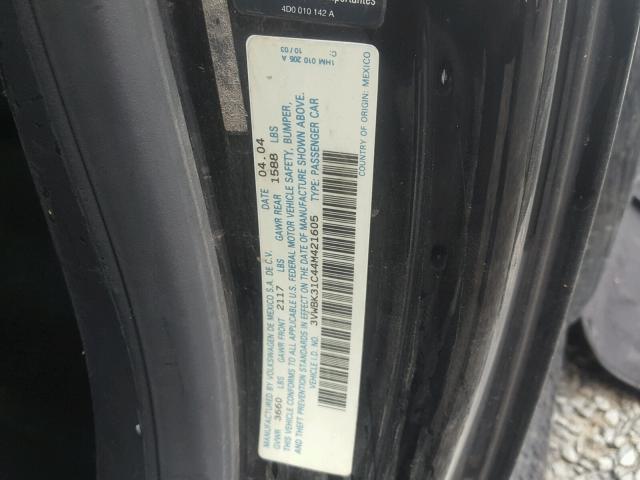 4D0 010 142 A
MANUFACTURED BY VOLKSWAGEN DE MEXICO S.A. DE C.V. DATE 04.04
GVWR 3660 LBS GAWR FRONT 2117 LBS GAWR REAR 1588 LBS
THIS VEHICLE CONFORMS TO ALL APPLICABLE U.S. FEDERAL MOTOR VEHICLE SAFETY, BUMPER,
AND THEFT PREVENTION STANDARDS IN EFFECT ON THE DATE OF MANUFACTURE SHOWN ABOVE.
VEHICLE I.D. NO. 3VWBK31C44M421605 TYPE: PASSENGER CAR
COUNTRY OF ORIGIN: MEXICO
1HM 010 205 A
C: 10/03